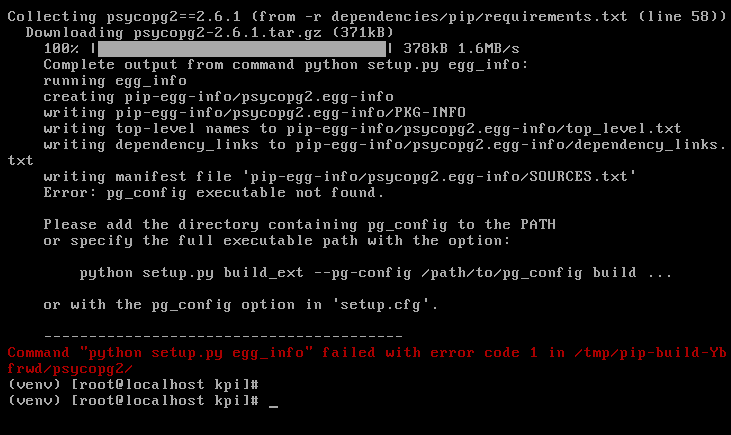 Collecting psycopg2==2.6.1 (from -r dependencies/pip/requirements.txt (line 58))
  Downloading psycopg2-2.6.1.tar.gz (371kB)
    100% |████████████████████████████████| 378kB 1.6MB/s
    Complete output from command python setup.py egg_info:
    running egg_info
    creating pip-egg-info/psycopg2.egg-info
    writing pip-egg-info/psycopg2.egg-info/PKG-INFO
    writing top-level names to pip-egg-info/psycopg2.egg-info/top_level.txt
    writing dependency_links to pip-egg-info/psycopg2.egg-info/dependency_links.
txt
    writing manifest file 'pip-egg-info/psycopg2.egg-info/SOURCES.txt'
    Error: pg_config executable not found.

    Please add the directory containing pg_config to the PATH
    or specify the full executable path with the option:

        python setup.py build_ext --pg-config /path/to/pg_config build ...

    or with the pg_config option in 'setup.cfg'.

    ----------------------------------------
Command "python setup.py egg_info" failed with error code 1 in /tmp/pip-build-Yb
frwd/psycopg2/
(venv) [root@localhost kpi]#
(venv) [root@localhost kpi]# _